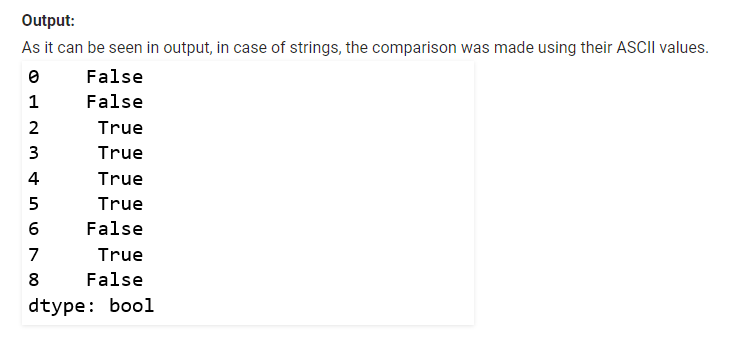 Output:
As it can be seen in output, in case of strings, the comparison was made using their ASCII values.
0    False
1    False
2     True
3     True
4     True
5     True
6    False
7     True
8    False
dtype: bool